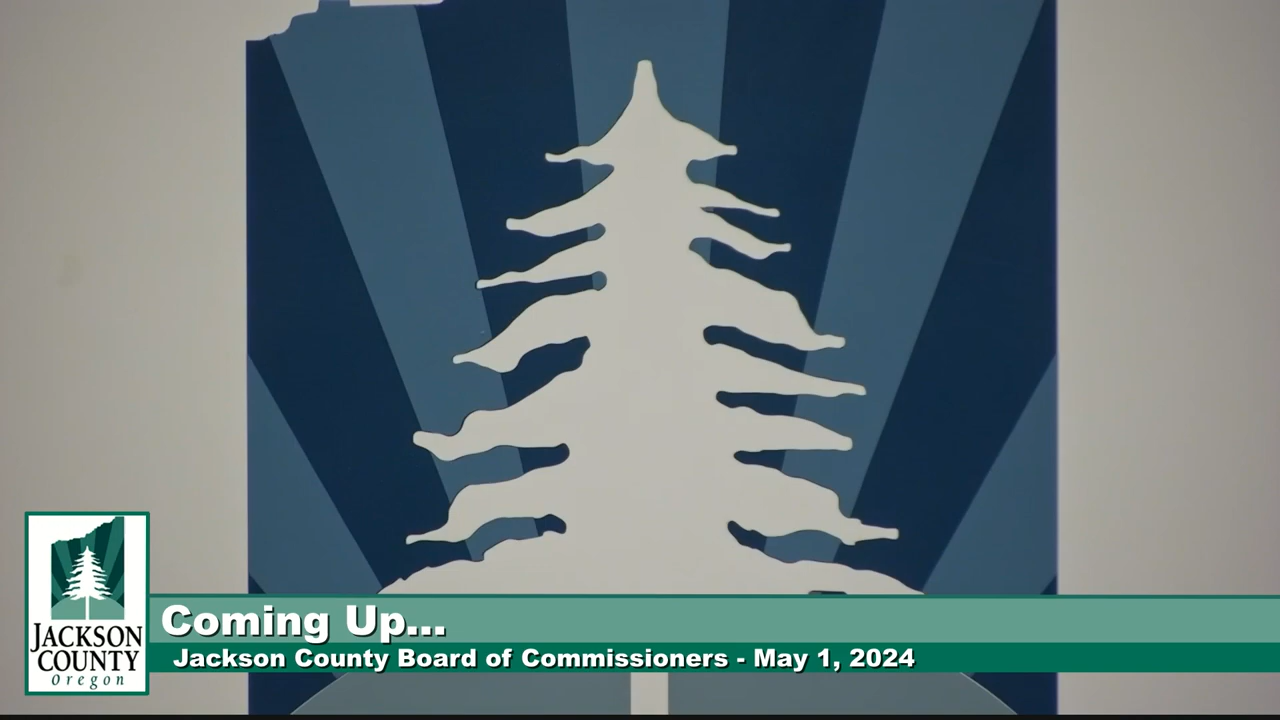 Coming Up...
Jackson County Board of Commissioners - May 1, 2024
JACKSON
COUNTY
Oregon